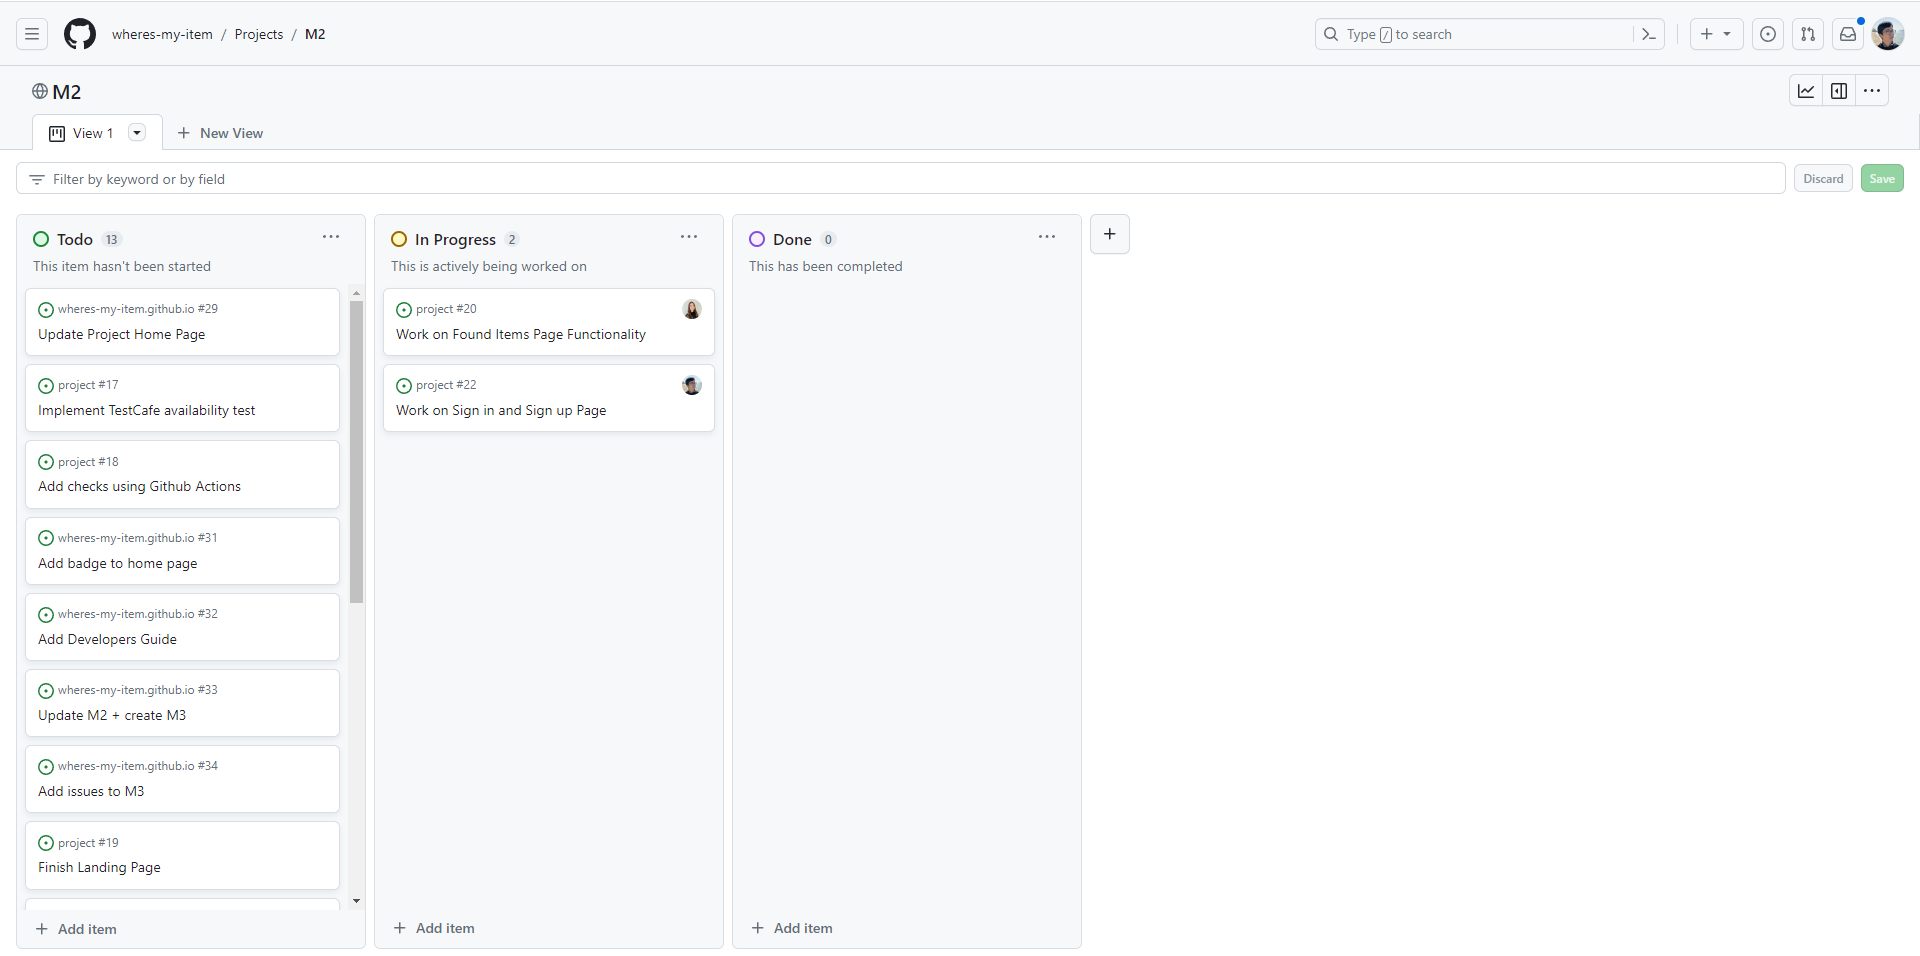 wheres-my-item / Projects / M2
Type / to search
M2
View 1
New View
Filter by keyword or by field
Discard
Save
Todo 13
This item hasn't been started
wheres-my-item.github.io #29
Update Project Home Page
project #17
Implement TestCafe availability test
project #18
Add checks using Github Actions
wheres-my-item.github.io #31
Add badge to home page
wheres-my-item.github.io #32
Add Developers Guide
wheres-my-item.github.io #33
Update M2 + create M3
wheres-my-item.github.io #34
Add issues to M3
project #19
Finish Landing Page
Add item
In Progress 2
This is actively being worked on
project #20
Work on Found Items Page Functionality
project #22
Work on Sign in and Sign up Page
Add item
Done 0
This has been completed
Add item